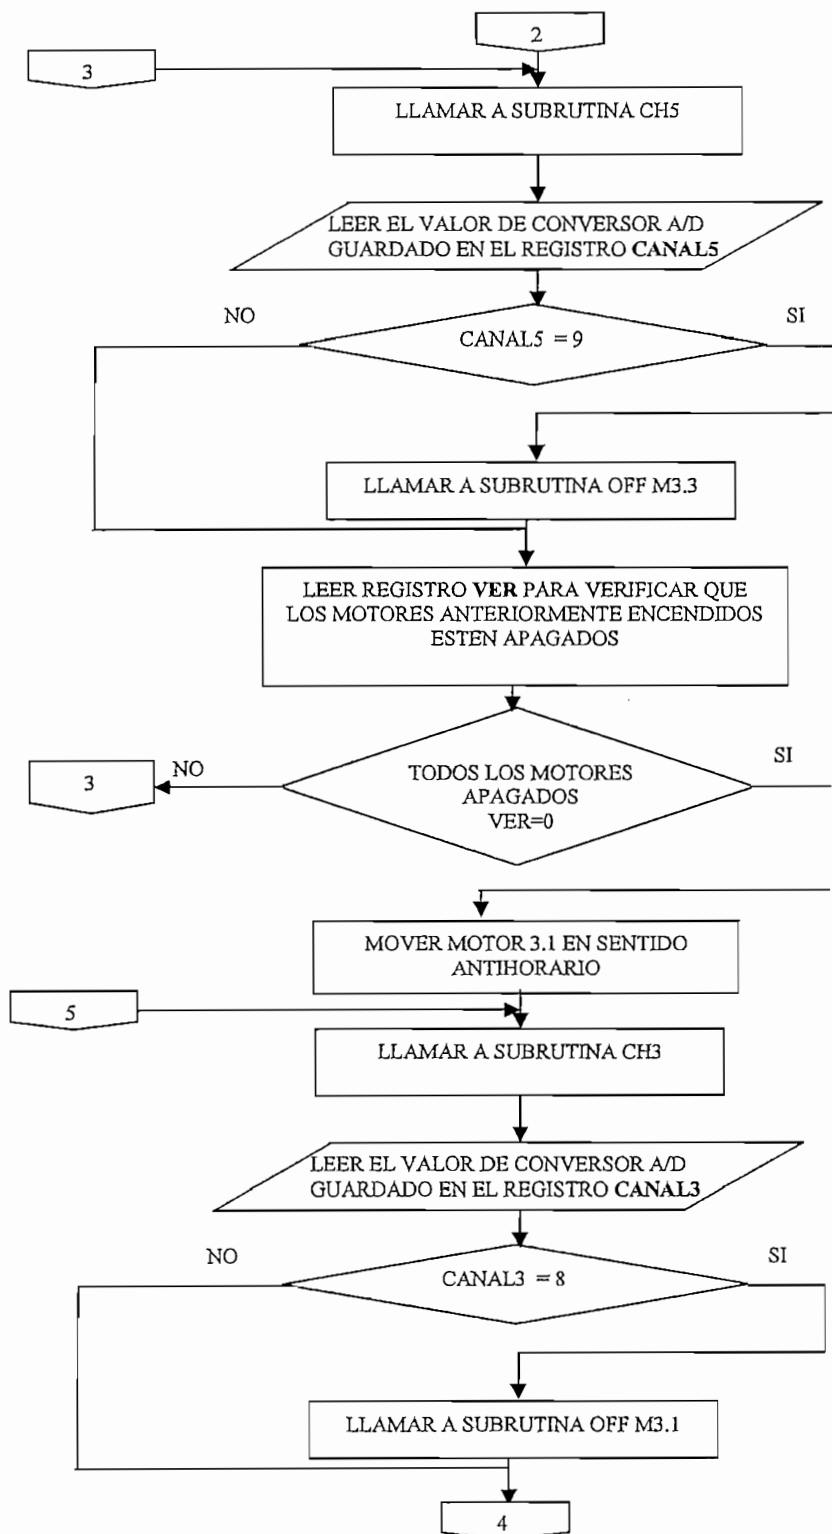 2
3
LLAMAR A SUBRUTINA CH5
LEER EL VALOR DE CONVERSOR A/D
GUARDADO EN EL REGISTRO CANAL5
NO
SI
CANAL5 = 9
LLAMAR A SUBRUTINA OFF M3.3
LEER REGISTRO VER PARA VERIFICAR QUE
LOS MOTORES ANTERIORMENTE ENCENDIDOS
ESTEN APAGADOS
3
NO
SI
TODOS LOS MOTORES
APAGADOS
VER=0
MOVER MOTOR 3.1 EN SENTIDO
ANTIHORARIO
5
LLAMAR A SUBRUTINA CH3
LEER EL VALOR DE CONVERSOR A/D
GUARDADO EN EL REGISTRO CANAL3
NO
SI
CANAL3 = 8
LLAMAR A SUBRUTINA OFF M3.1
4